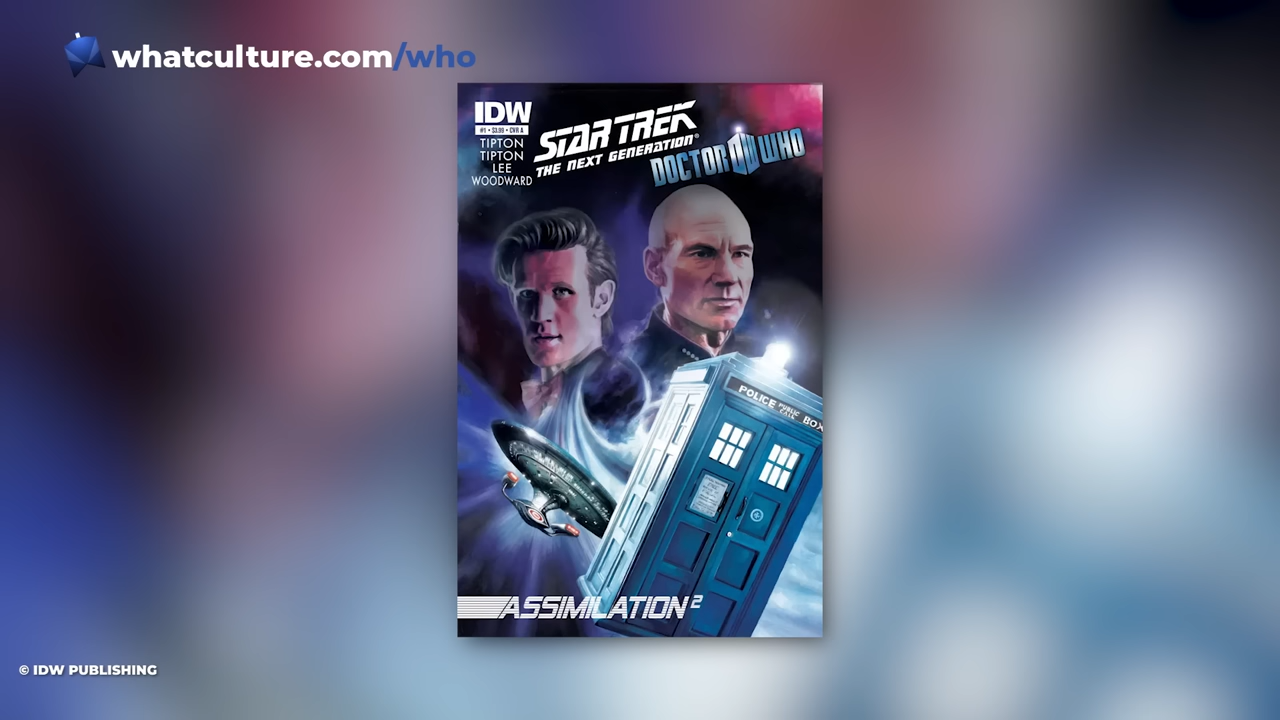 whatculture.com/who
IDW
#1 • $3.99 • CVR A
TIPTON
TIPTON
LEE
WOODWARD
STAR TREK
THE NEXT GENERATION®
DOCTOR WHO
POLICE PUBLIC CALL BOX
ASSIMILATION²
© IDW PUBLISHING